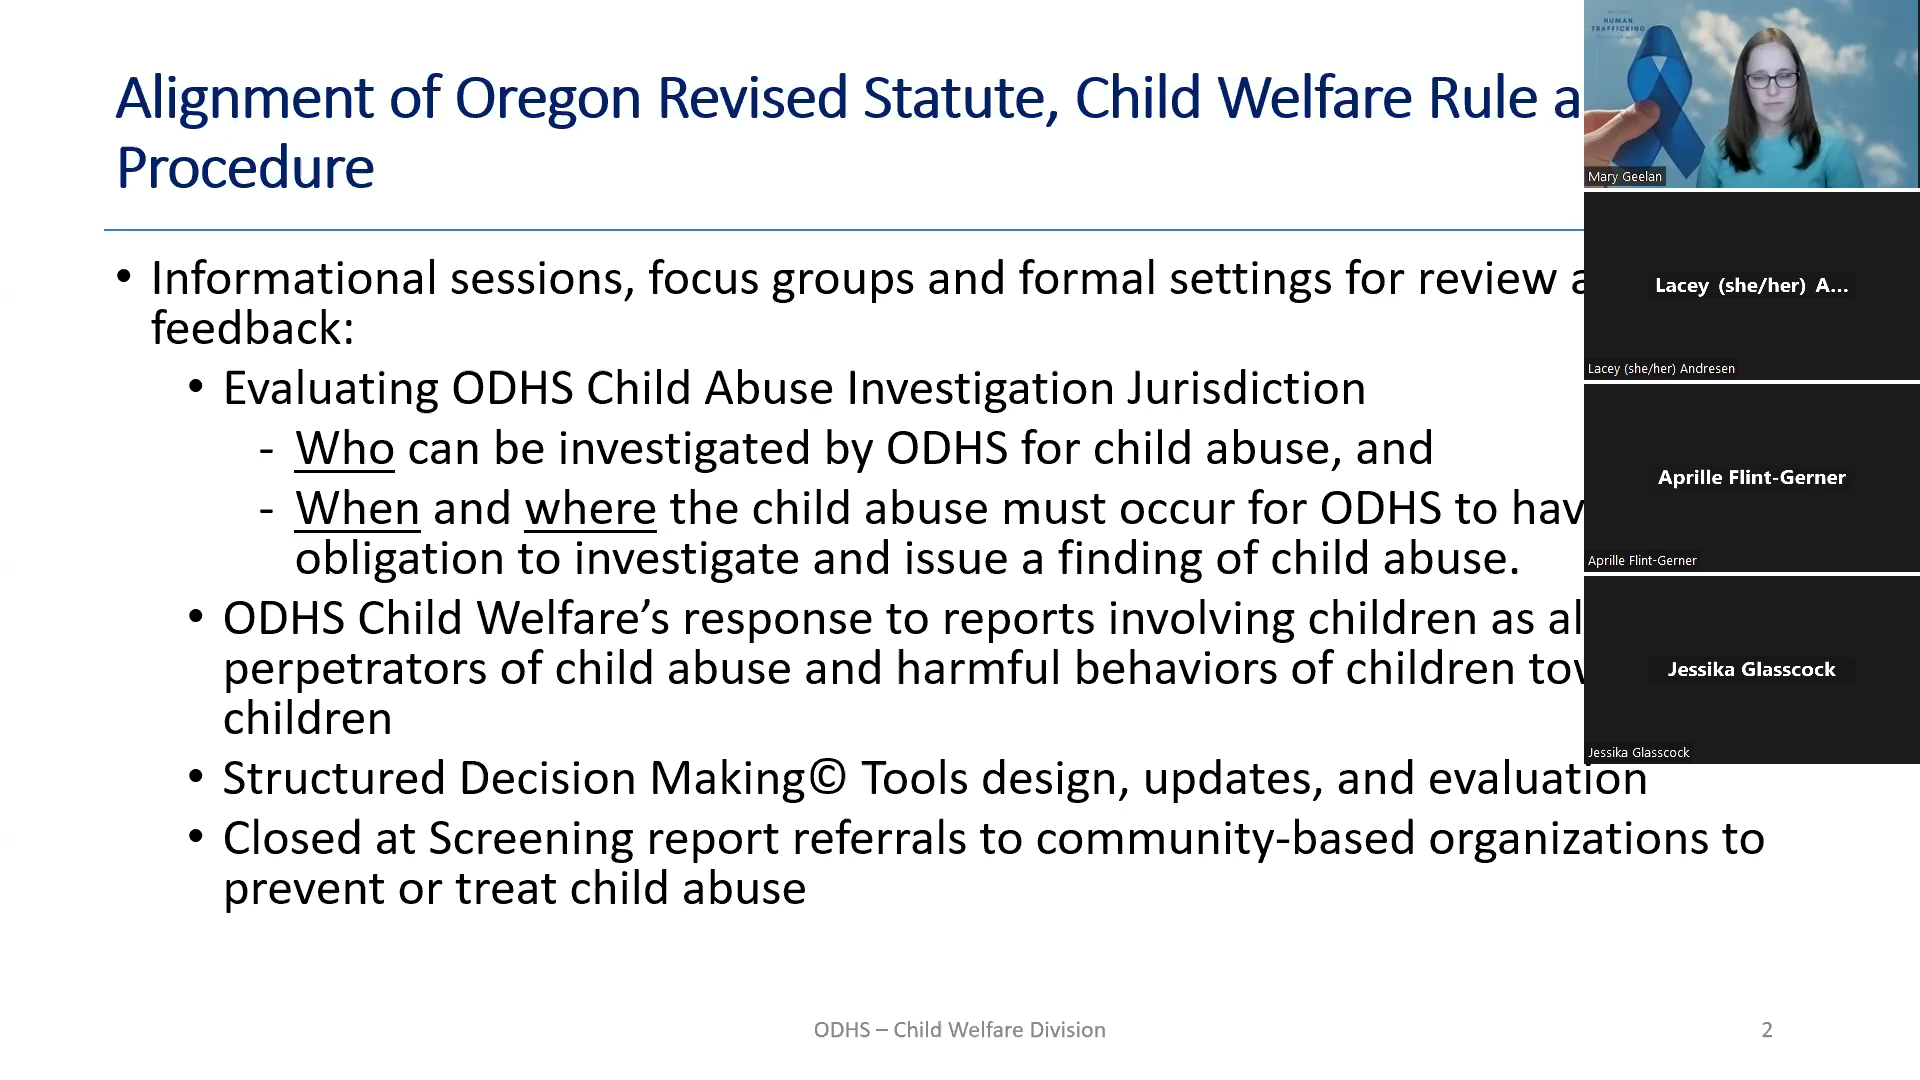 Alignment of Oregon Revised Statute, Child Welfare Rule a
Procedure
• Informational sessions, focus groups and formal settings for review a
feedback:
• Evaluating ODHS Child Abuse Investigation Jurisdiction
- Who can be investigated by ODHS for child abuse, and
- When and where the child abuse must occur for ODHS to hav
obligation to investigate and issue a finding of child abuse.
• ODHS Child Welfare’s response to reports involving children as al
perpetrators of child abuse and harmful behaviors of children tow
children
• Structured Decision Making© Tools design, updates, and evaluation
• Closed at Screening report referrals to community-based organizations to
prevent or treat child abuse
ODHS – Child Welfare Division
2
HUMAN
TRAFFICKING
Mary Geelan
Lacey (she/her) A...
Lacey (she/her) Andresen
Aprille Flint-Gerner
Aprille Flint-Gerner
Jessika Glasscock
Jessika Glasscock